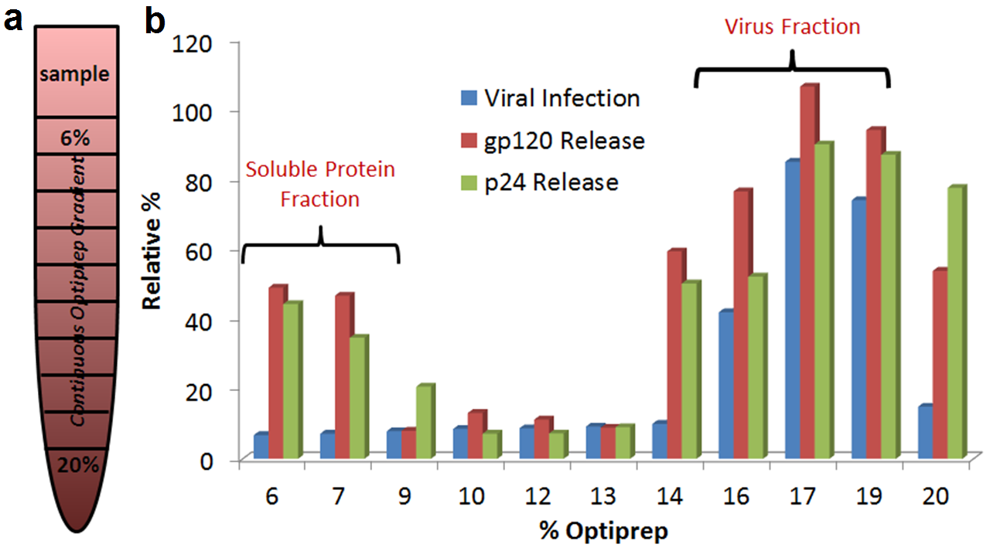 a
sample
6%
Continuous Optiprep Gradient
20%
b
Virus Fraction
Viral Infection
gp120 Release
p24 Release
Soluble Protein
Fraction
Relative %
120
100
80
60
40
20
0
6 7 9 10 12 13 14 16 17 19 20
% Optiprep